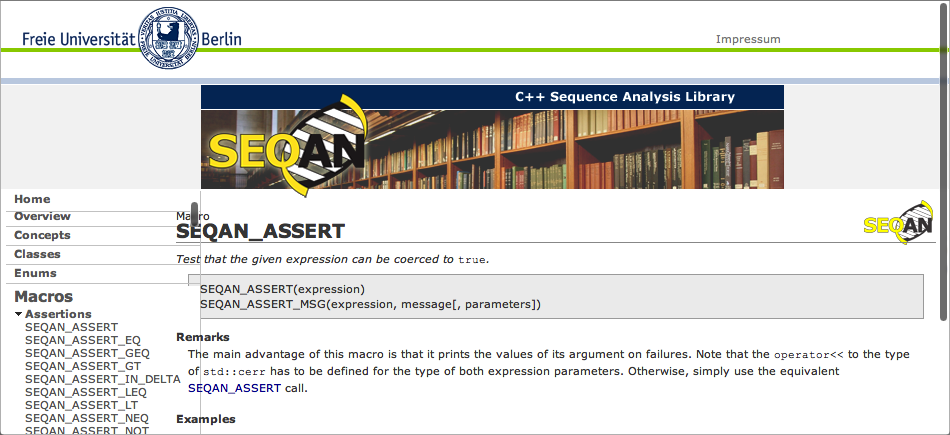 Freie Universität Berlin
Impressum
C++ Sequence Analysis Library
SEQAN
Home
Overview
Concepts
Classes
Enums
Macros
Assertions
SEQAN_ASSERT
SEQAN_ASSERT_EQ
SEQAN_ASSERT_GEQ
SEQAN_ASSERT_GT
SEQAN_ASSERT_IN_DELTA
SEQAN_ASSERT_LEQ
SEQAN_ASSERT_LT
SEQAN_ASSERT_NEQ
SEQAN_ASSERT_NOT
Macro
SEQAN
SEQAN_ASSERT
Test that the given expression can be coerced to true.
SEQAN_ASSERT(expression)
SEQAN_ASSERT_MSG(expression, message[, parameters])
Remarks
The main advantage of this macro is that it prints the values of its argument on failures. Note that the operator<< to the type
of std::cerr has to be defined for the type of both expression parameters. Otherwise, simply use the equivalent
SEQAN_ASSERT call.
Examples